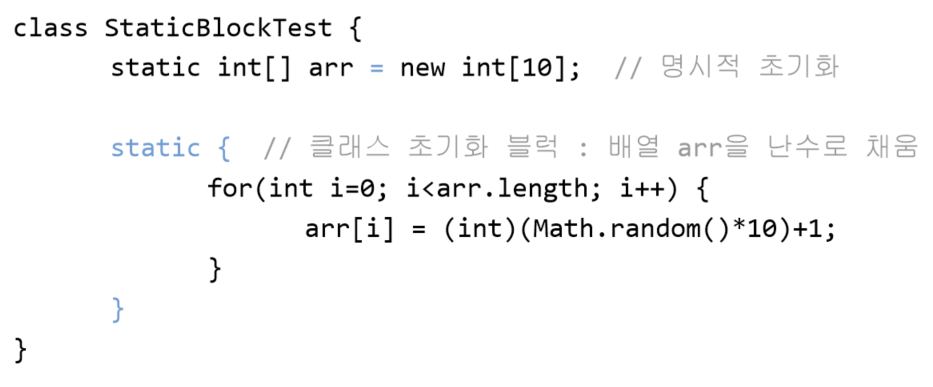 class StaticBlockTest {
static int[] arr = new int[10];  // 명시적 초기화
static {  // 클래스 초기화 블럭 : 배열 arr을 난수로 채움
for(int i=0; i<arr.length; i++) {
arr[i] = (int)(Math.random()*10)+1;
}
}
}